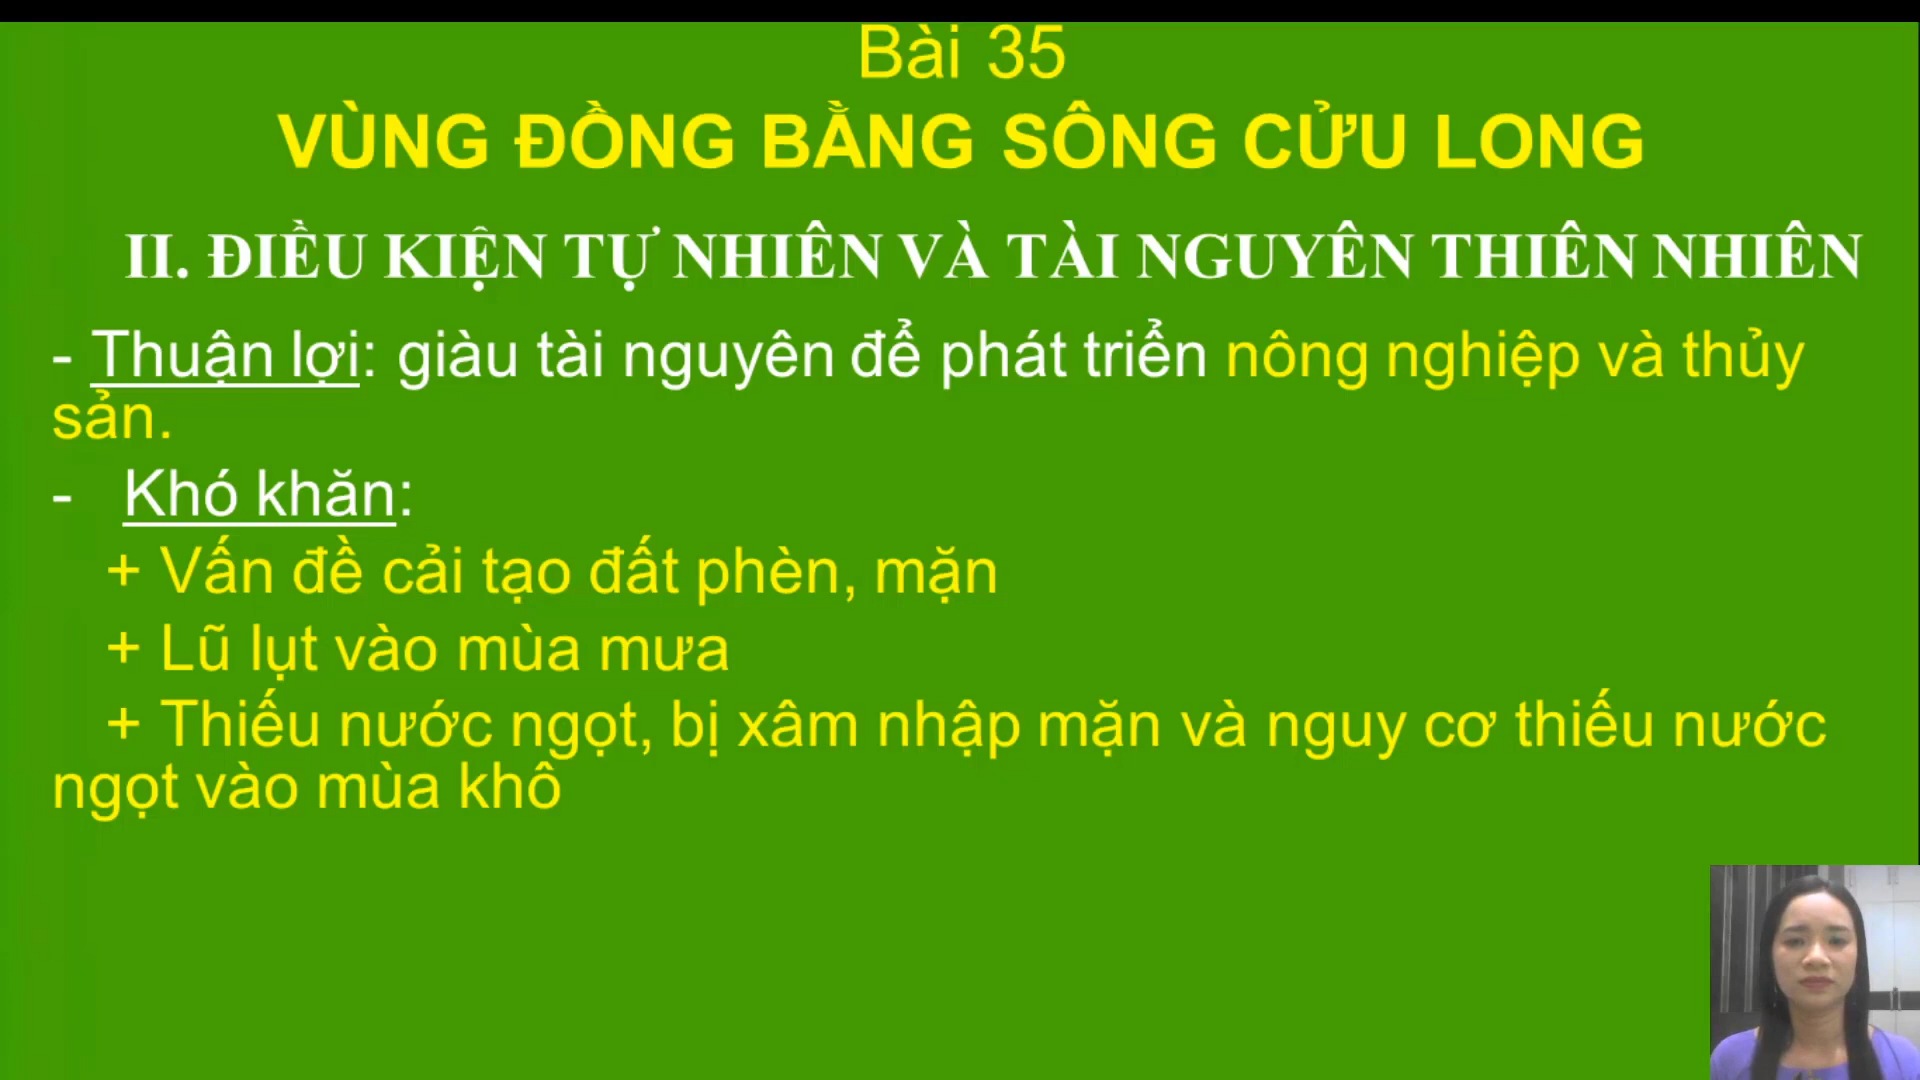 Bài 35
VÙNG ĐỒNG BẰNG SÔNG CỬU LONG
II. ĐIỀU KIỆN TỰ NHIÊN VÀ TÀI NGUYÊN THIÊN NHIÊN
- Thuận lợi: giàu tài nguyên để phát triển nông nghiệp và thủy
sản.
- Khó khăn:
+ Vấn đề cải tạo đất phèn, mặn
+ Lũ lụt vào mùa mưa
+ Thiếu nước ngọt, bị xâm nhập mặn và nguy cơ thiếu nước
ngọt vào mùa khô